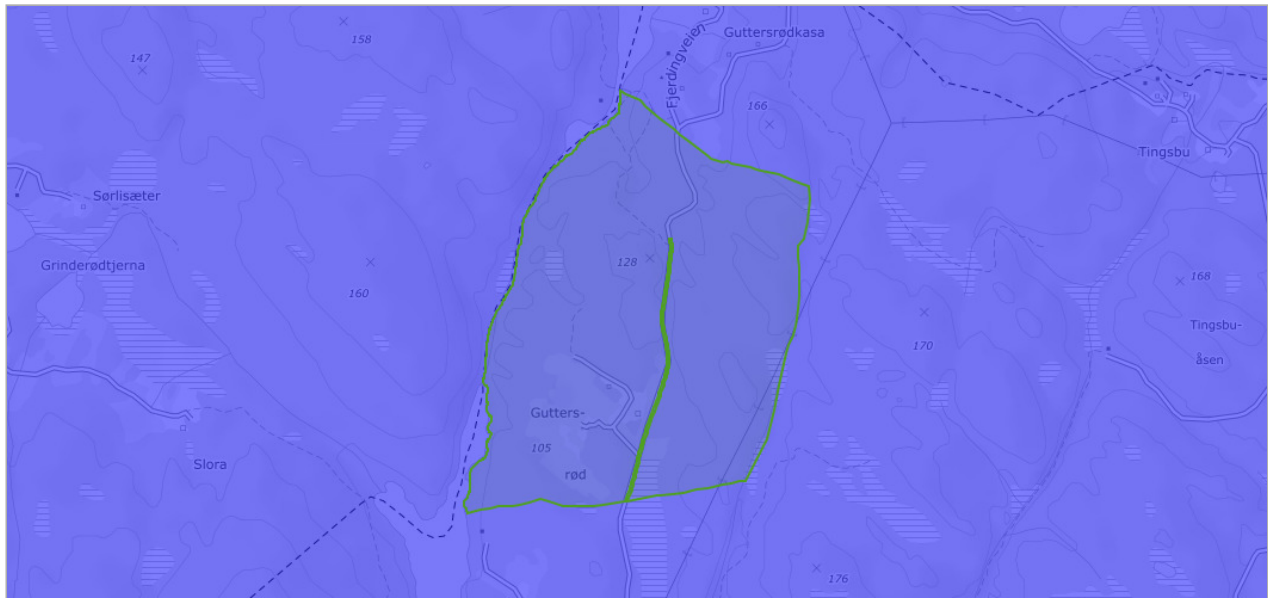 158
147
Guttersrødkasa
Fjerdingveien
166
Tingsbu
Sørlisæter
Grinderødtjerna
128
160
168
Tingsbu-
åsen
170
Gutters-
rød
105
Slora
176